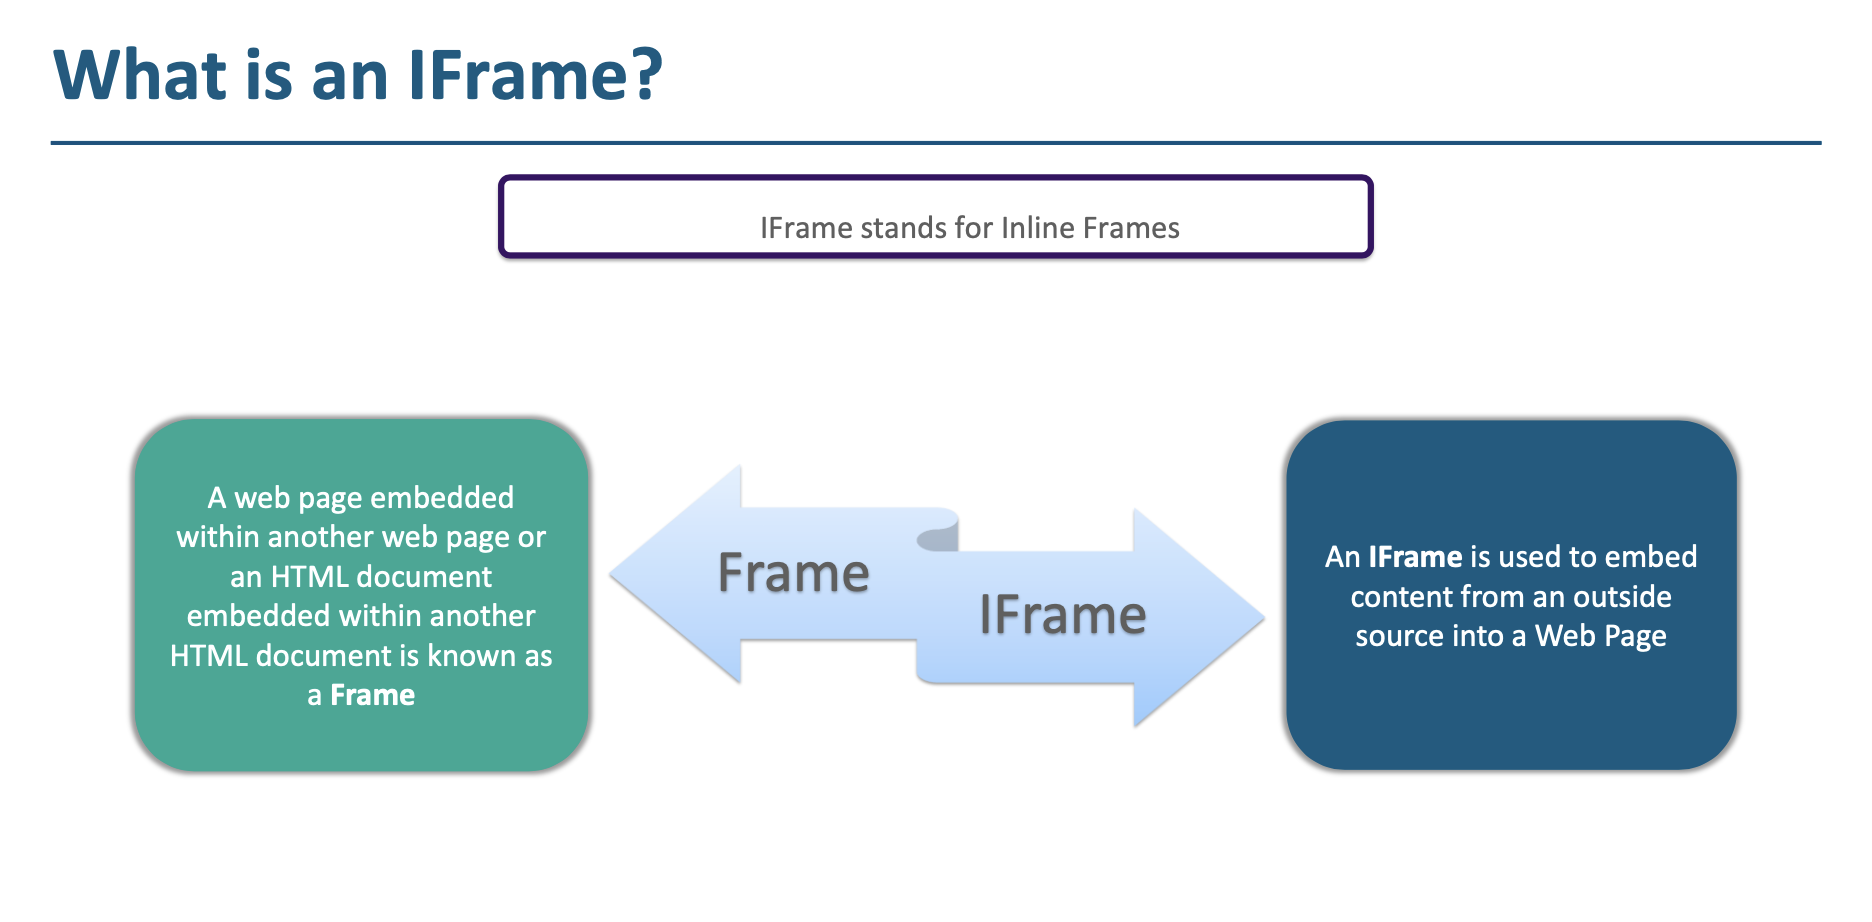 What is an IFrame?
IFrame stands for Inline Frames
A web page embedded
within another web page or
an HTML document
embedded within another
HTML document is known as
a Frame
Frame
IFrame
An IFrame is used to embed
content from an outside
source into a Web Page